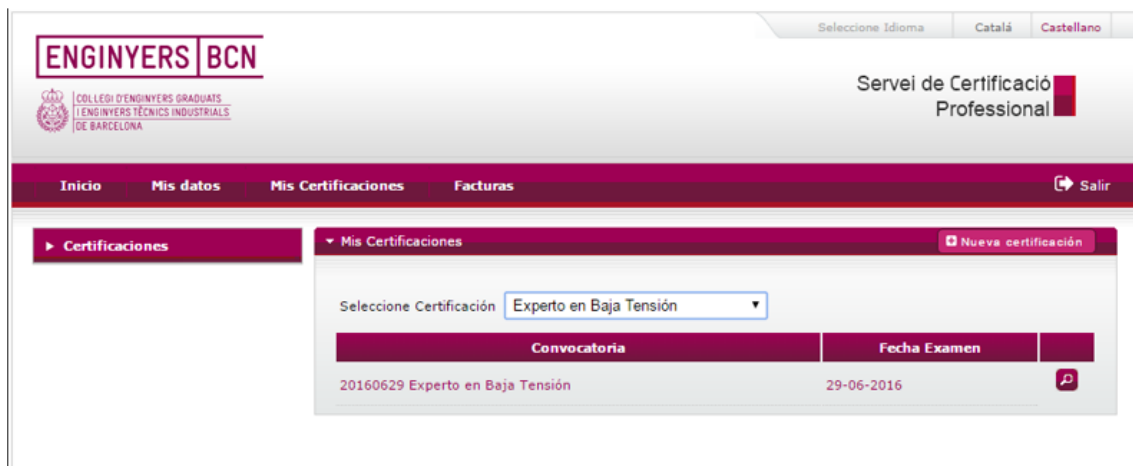 Seleccione Idioma Catalá Castellano
ENGINYERS BCN
COL·LEGI D'ENGINYERS GRADUATS
I ENGINYERS TÈCNICS INDUSTRIALS
DE BARCELONA
Servei de Certificació
Professional
Inicio Mis datos Mis Certificaciones Facturas Salir
Certificaciones
Mis Certificaciones Nueva certificación
Seleccione Certificación Experto en Baja Tensión
Convocatoria Fecha Examen
20160629 Experto en Baja Tensión 29-06-2016